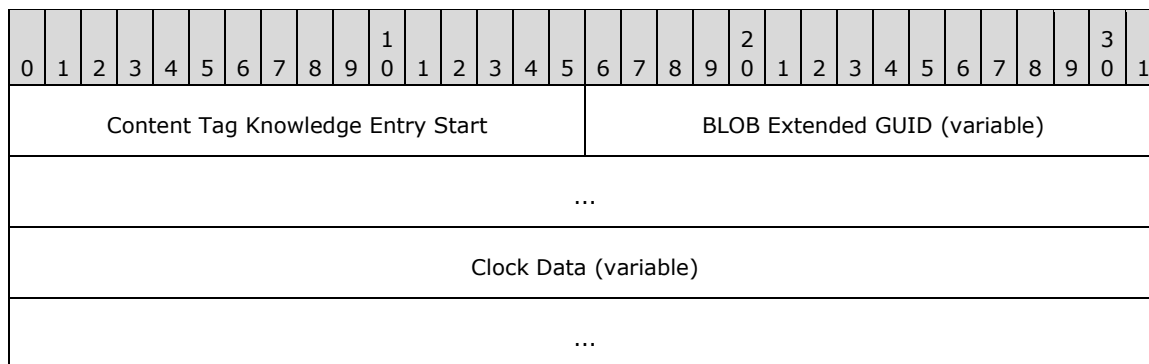 1 2 3
0 1 2 3 4 5 6 7 8 9 0 1 2 3 4 5 6 7 8 9 0 1 2 3 4 5 6 7 8 9 0 1
Content Tag Knowledge Entry Start BLOB Extended GUID (variable)
...
Clock Data (variable)
...